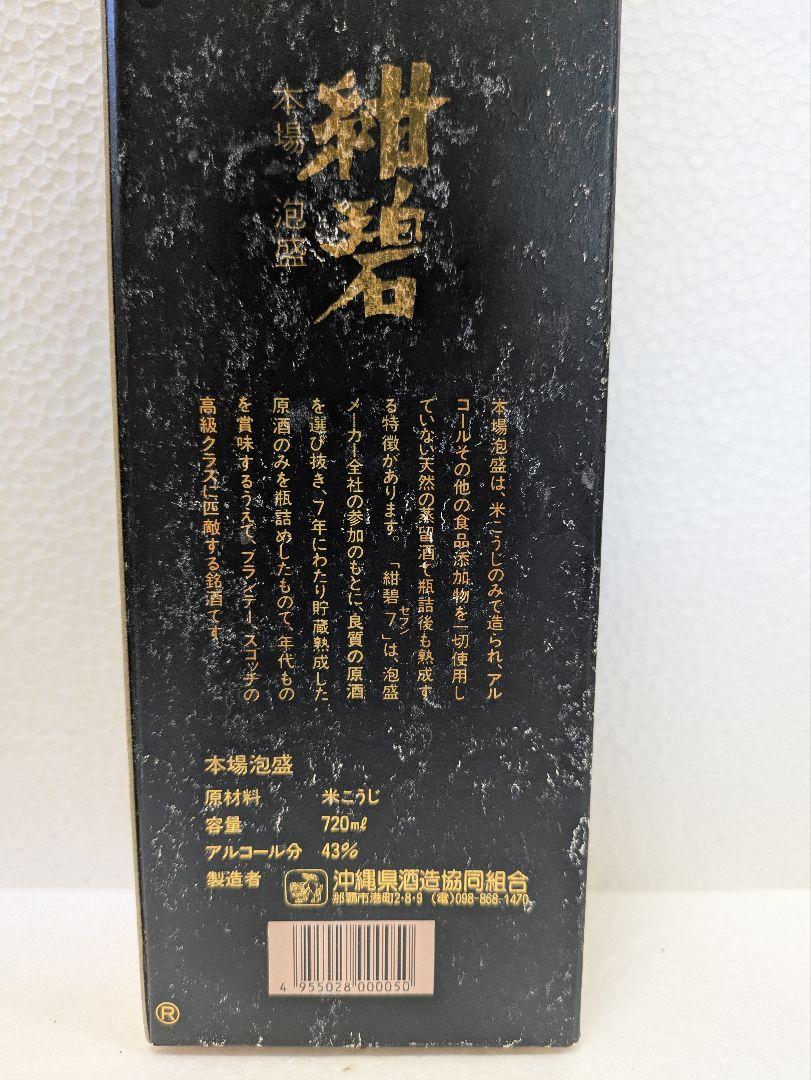 紺碧
本場 泡盛
本場泡盛は、米こうじのみで造られ、アル
コールその他の食品添加物を一切使用し
ていない天然の蒸留酒で瓶詰後も熟成す
る特徴があります。「紺碧7」は、泡盛
セブン
メーカー全社の参加のもとに、良質の原酒
を選び抜き、7年にわたり貯蔵熟成した
原酒のみを瓶詰めしたもので、年代もの
を賞味するうえで、ブランデー、スコッチの
高級クラスに匹敵する銘酒です。
本場泡盛
原材料 米こうじ
容量 720㎖
アルコール分 43%
製造者 沖縄県酒造協同組合
那覇市港町2-8-9 (電)098-868-1470
4 955028 000050
®